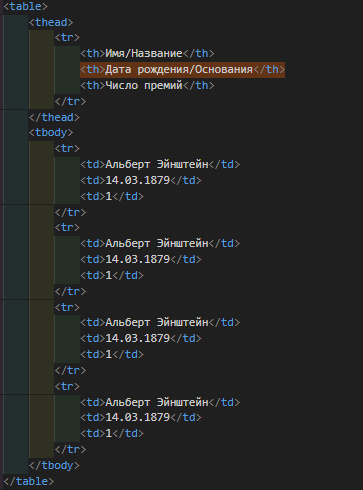 <table>
<thead>
<tr>
<th>Имя/Название</th>
<th>Дата рождения/Основания</th>
<th>Число премий</th>
</tr>
</thead>
<tbody>
<tr>
<td>Альберт Эйнштейн</td>
<td>14.03.1879</td>
<td>1</td>
</tr>
<tr>
<td>Альберт Эйнштейн</td>
<td>14.03.1879</td>
<td>1</td>
</tr>
<tr>
<td>Альберт Эйнштейн</td>
<td>14.03.1879</td>
<td>1</td>
</tr>
<tr>
<td>Альберт Эйнштейн</td>
<td>14.03.1879</td>
<td>1</td>
</tr>
</tbody>
</table>